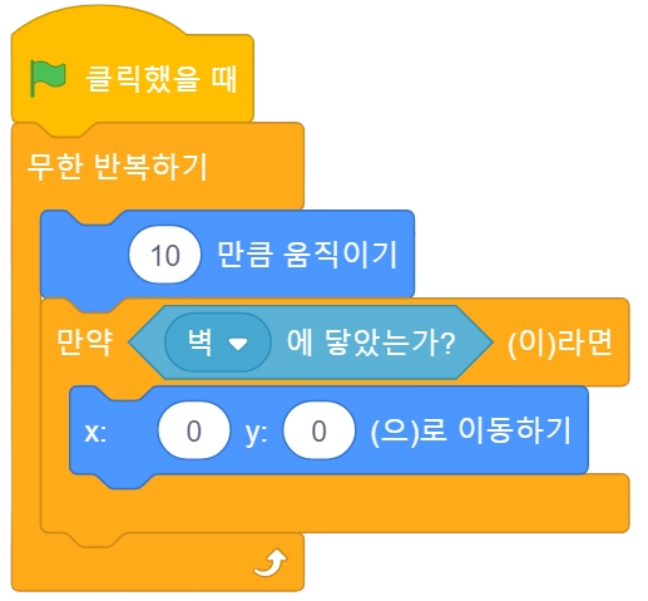 클릭했을 때
무한 반복하기
10 만큼 움직이기
만약 벽 에 닿았는가? (이)라면
x: 0 y: 0 (으)로 이동하기